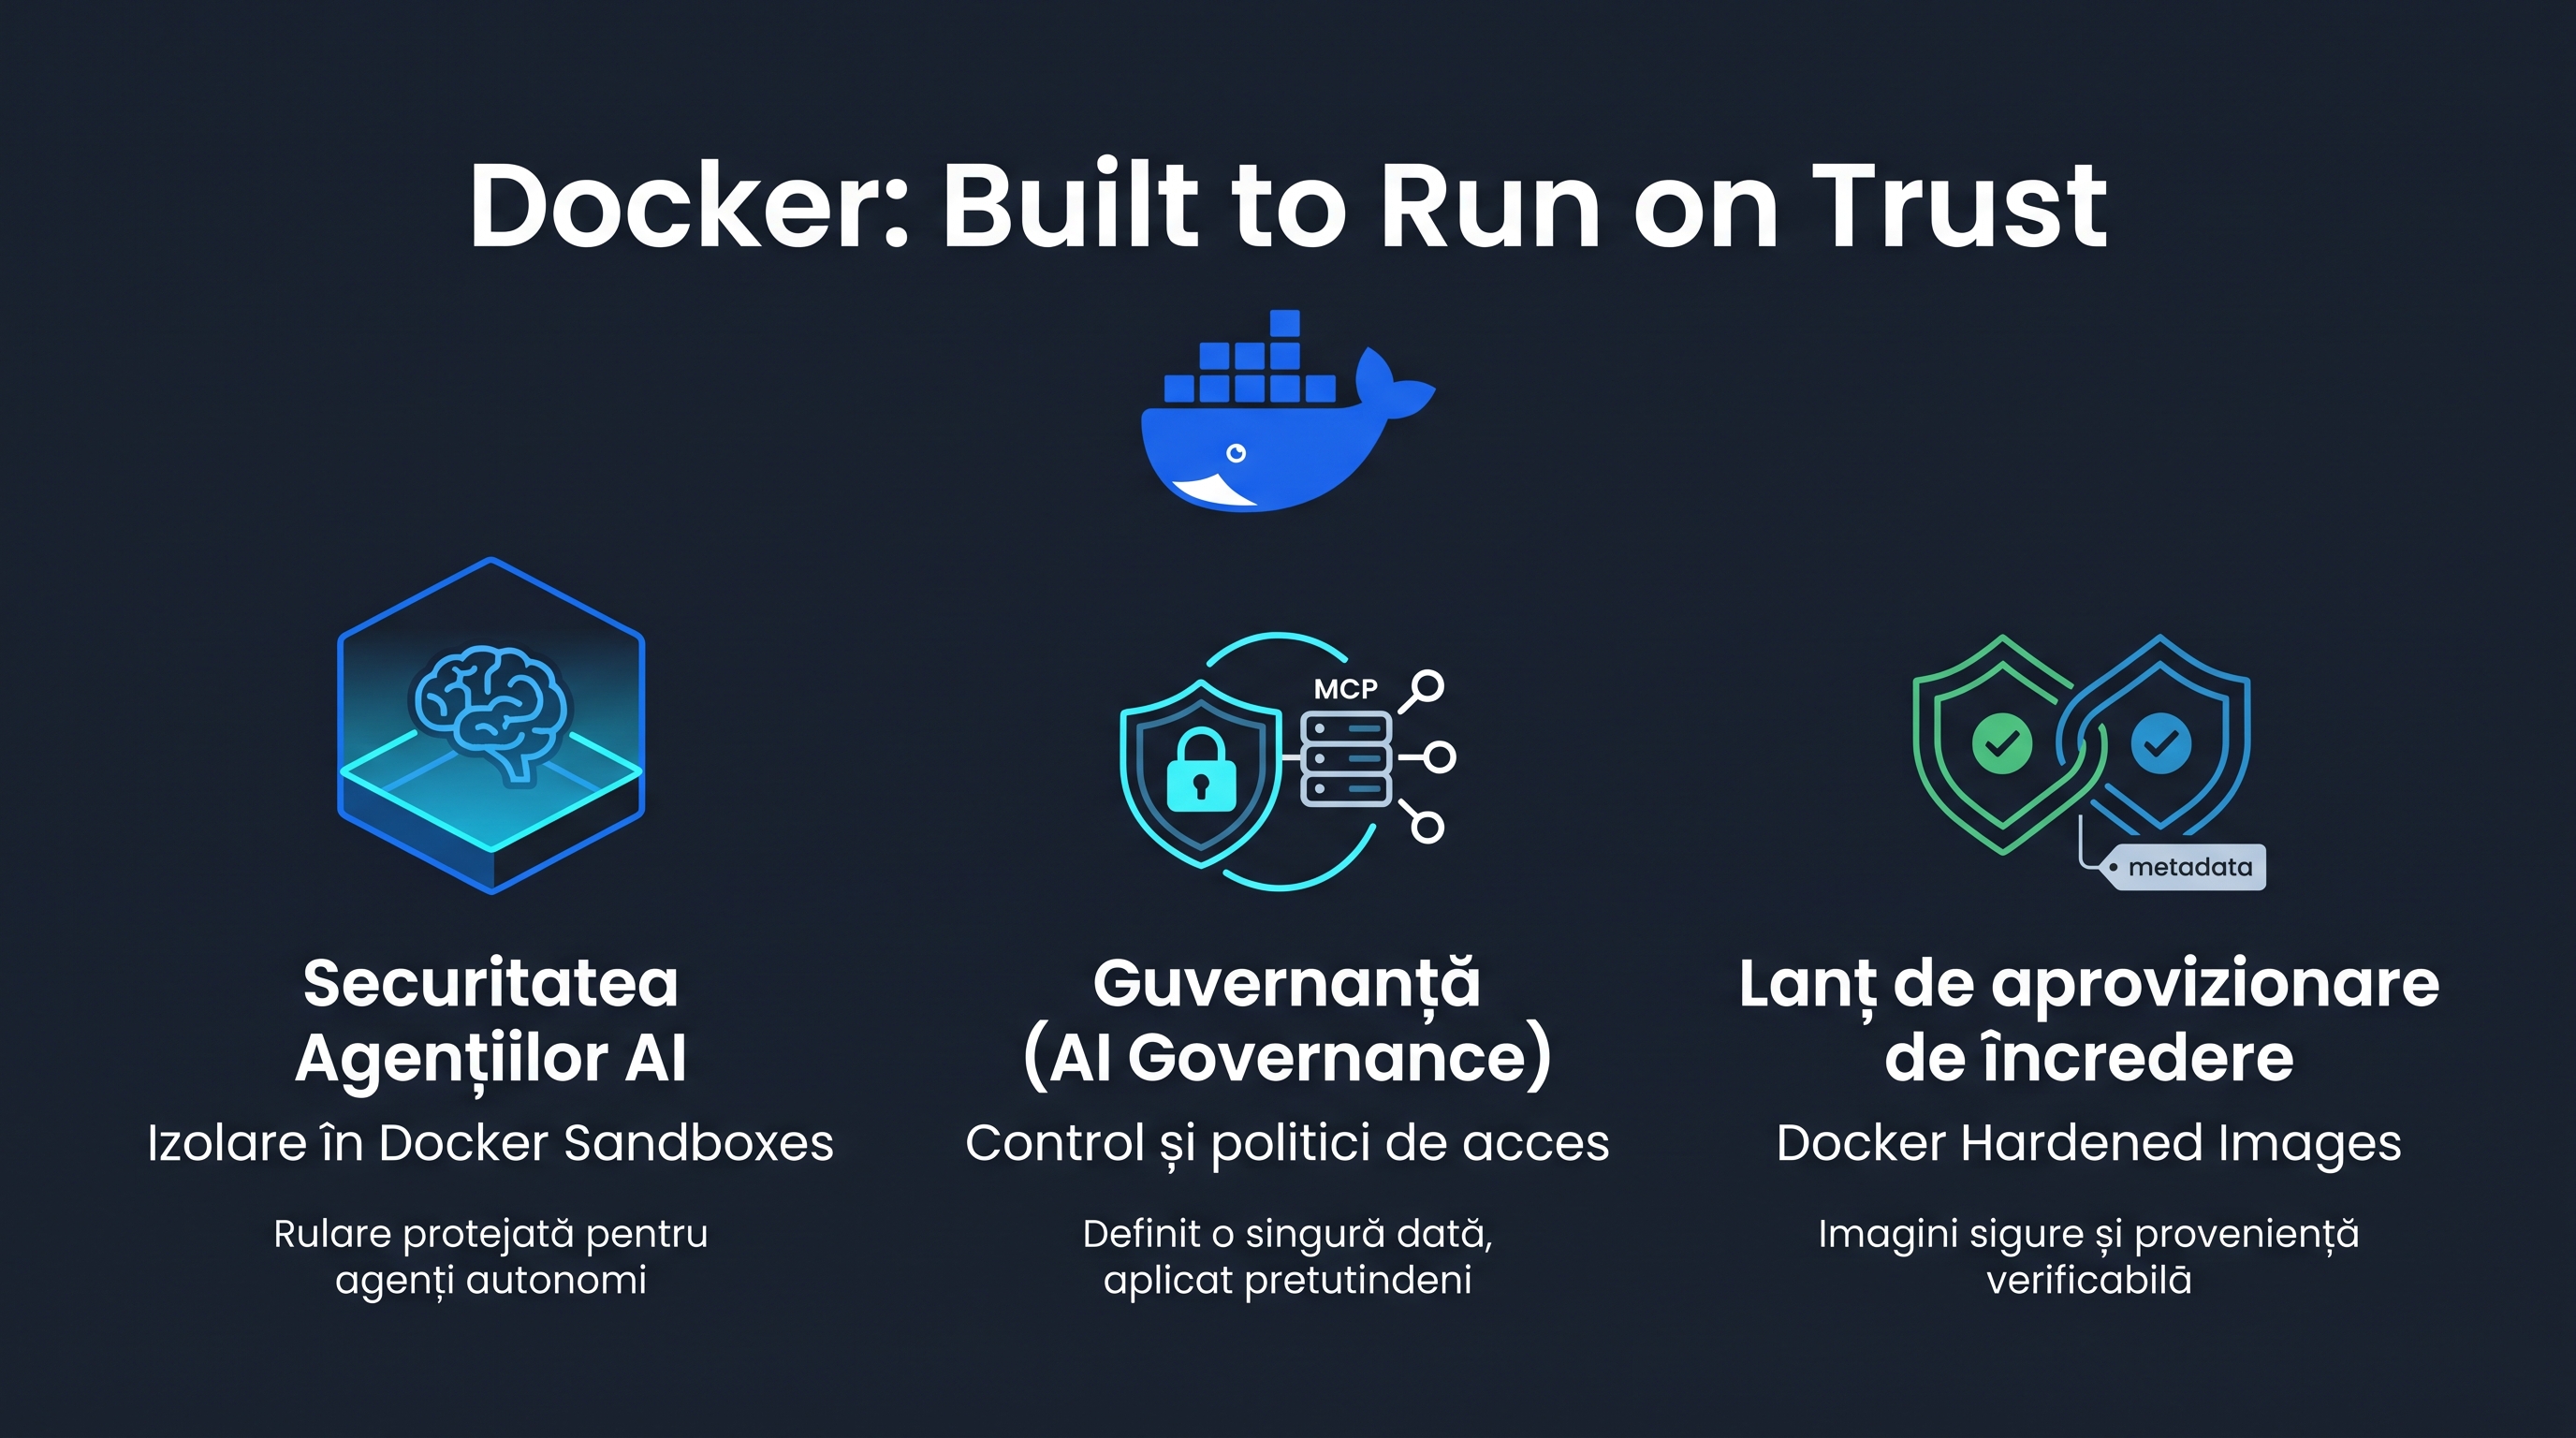 Docker: Built to Run on Trust
MCP
metadata
Securitatea
Agențiilor AI
Izolare în Docker Sandboxes
Rulare protejată pentru
agenți autonomi
Guvernanță
(AI Governance)
Control și politici de acces
Definit o singură dată,
aplicat pretutindeni
Lanț de aprovizionare
de încredere
Docker Hardened Images
Imagini sigure și proveniență
verificabilă